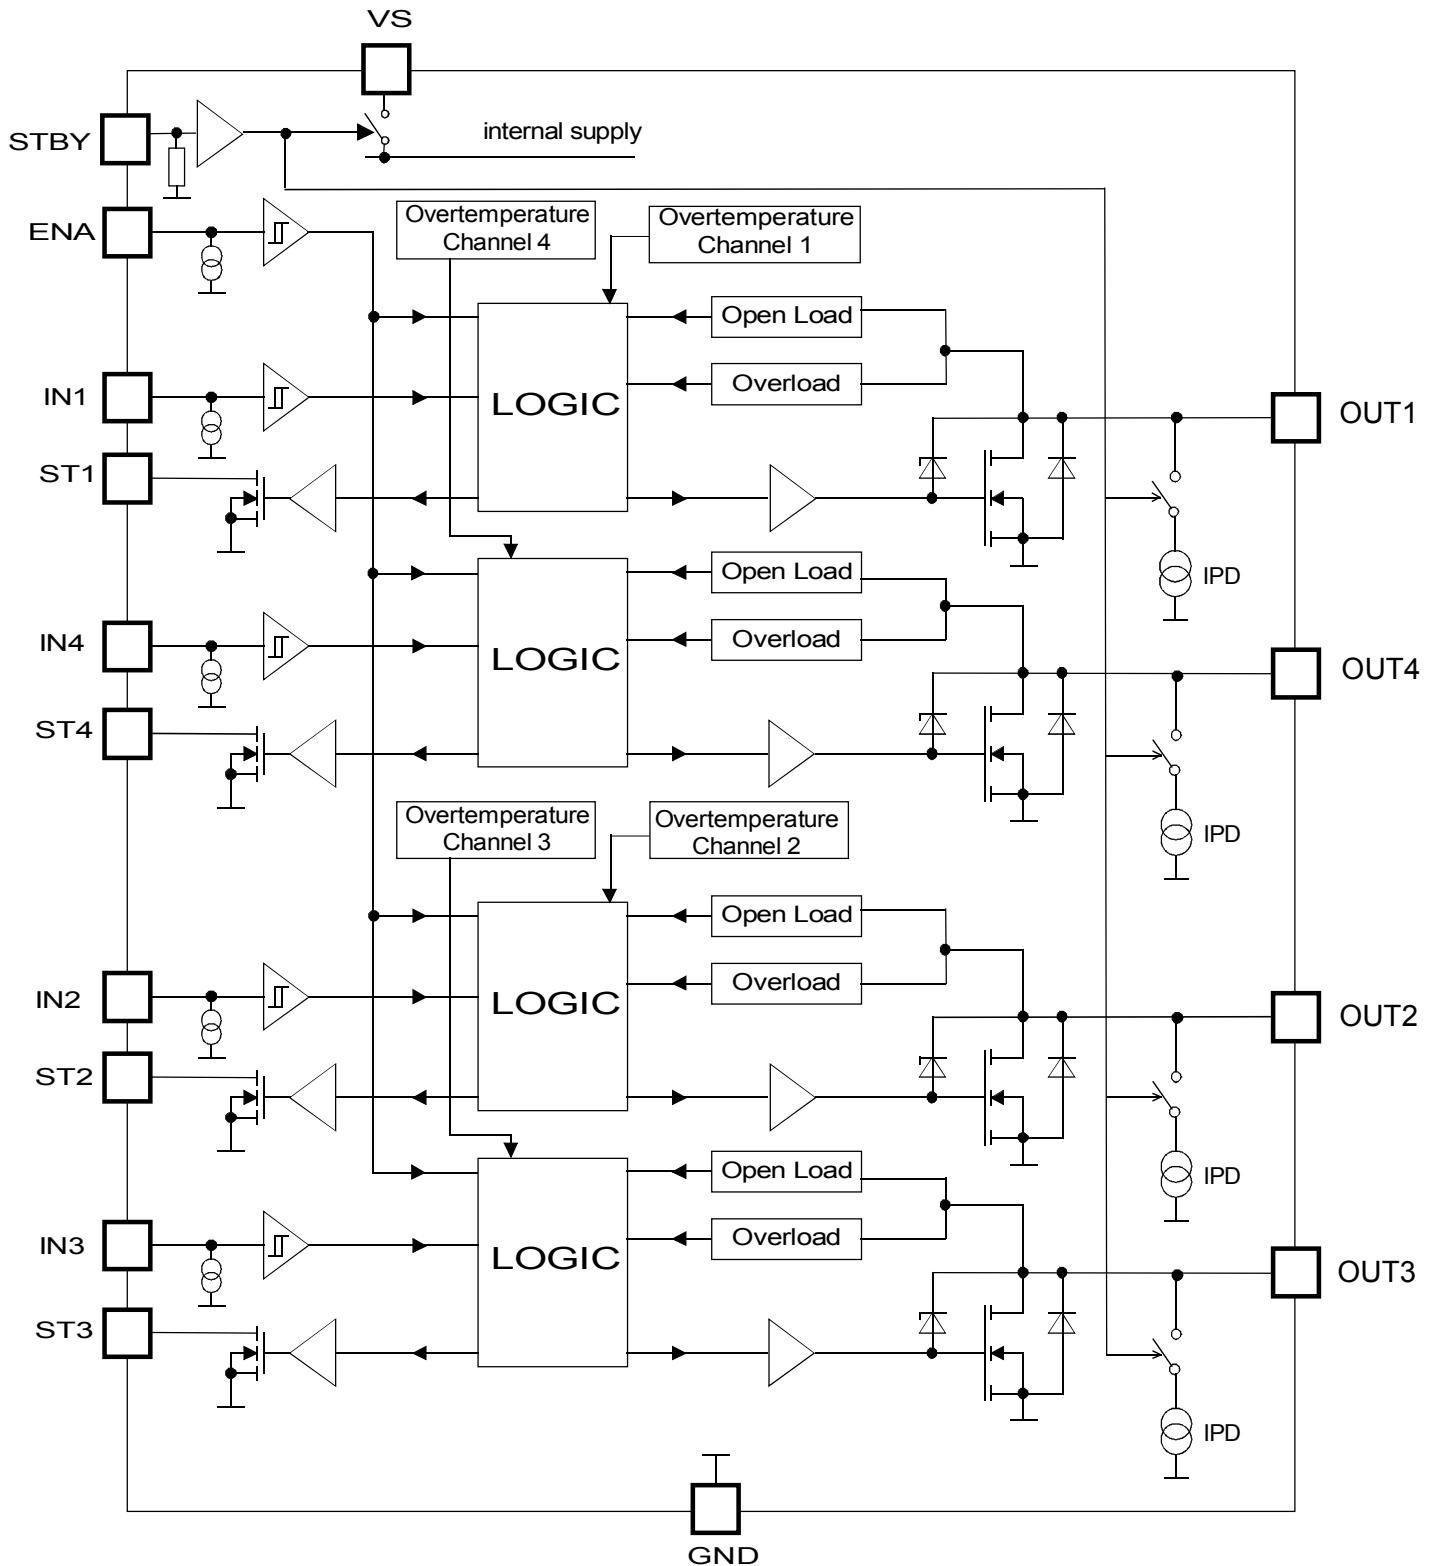 VS
STBY
internal supply
ENA
Overtemperature
Channel 4
Overtemperature
Channel 1
Open Load
IN1
LOGIC
Overload
OUT1
ST1
IPD
Open Load
IN4
LOGIC
Overload
OUT4
ST4
IPD
Overtemperature
Channel 3
Overtemperature
Channel 2
Open Load
IN2
LOGIC
Overload
OUT2
ST2
IPD
Open Load
IN3
LOGIC
Overload
OUT3
ST3
IPD
GND